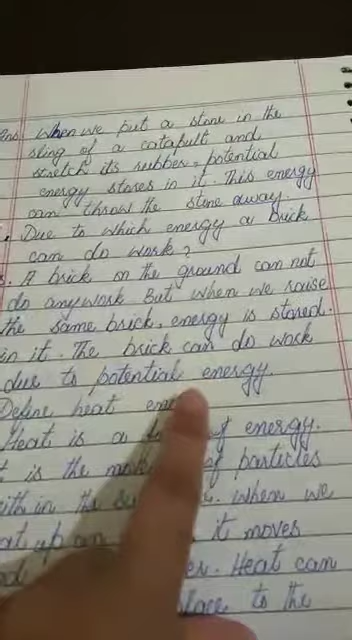 Ans. When we put a stone in the
sling of a catapult and
stretch its rubber, potential
energy stores in it. This energy
can throw the stone away.
Due to which energy a brick
can do work?
A brick on the ground can not
do anywork But when we raise
the same brick, energy is stored.
in it. The brick can do work
due to potential energy.
Define heat
Heat is a of energy.
is the of particles
in the When we
up it moves
Heat can
place to the